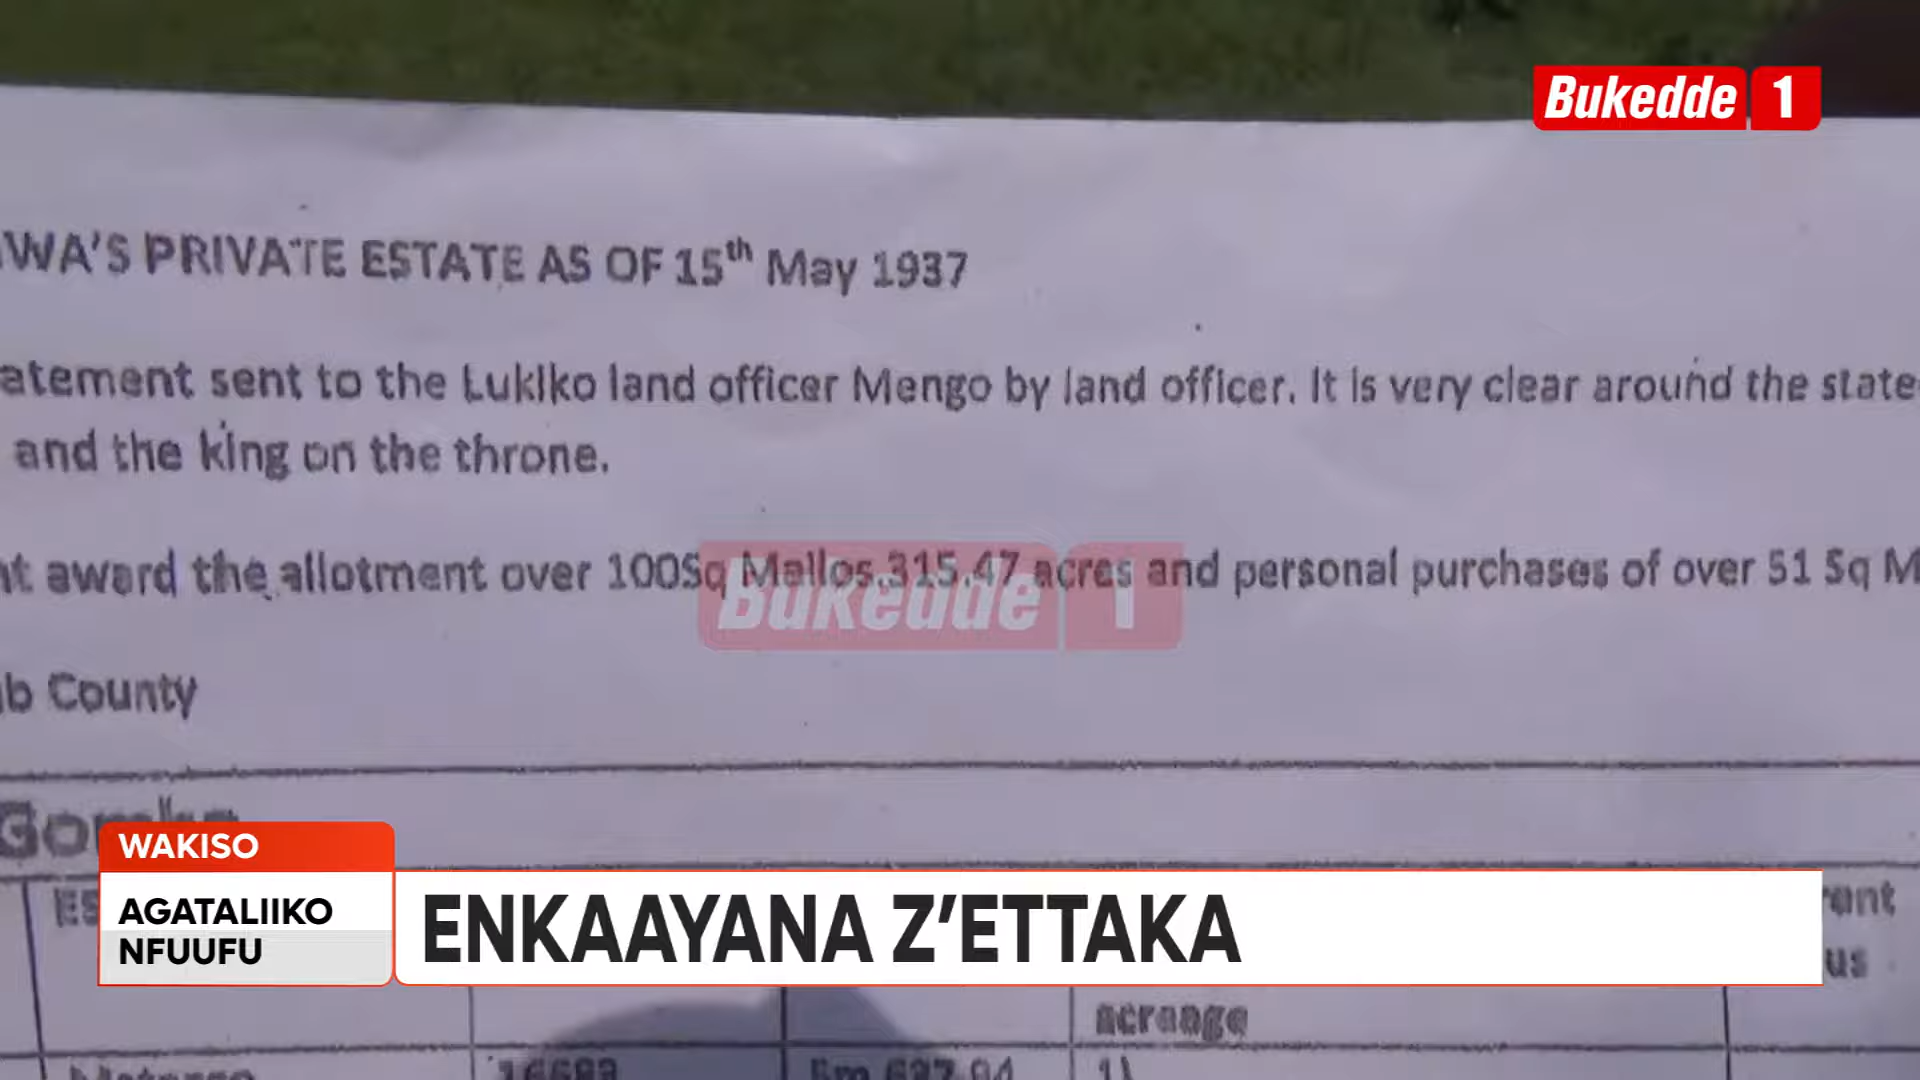 Bukedde 1
WA'S PRIVATE ESTATE AS OF 15th May 1937
atement sent to the Lukiko land officer Mengo by land officer. It is very clear around the state
and the king on the throne.
award the allotment over 100Sq Mallos.315.47 acres and personal purchases of over 51 Sq M
Bukedde 1
b County
WAKISO
AGATALIIKO
NFUUFU
ENKAAYANA Z'ETTAKA
us
acreage
16683